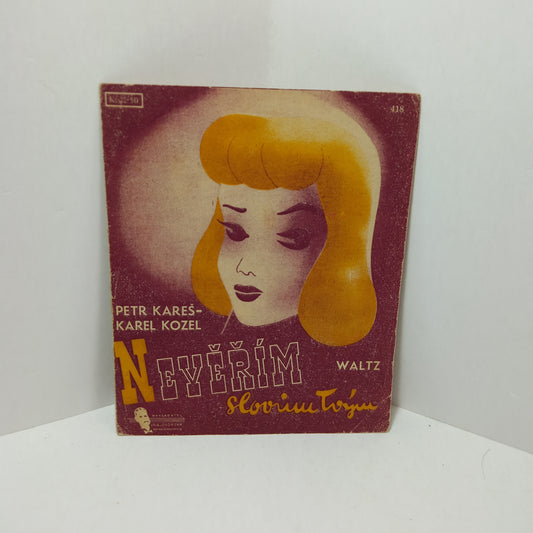 418
PETR KAREŠ-
KAREL KOZEL
NEVĚŘÍM
WALTZ
slovům Tvým